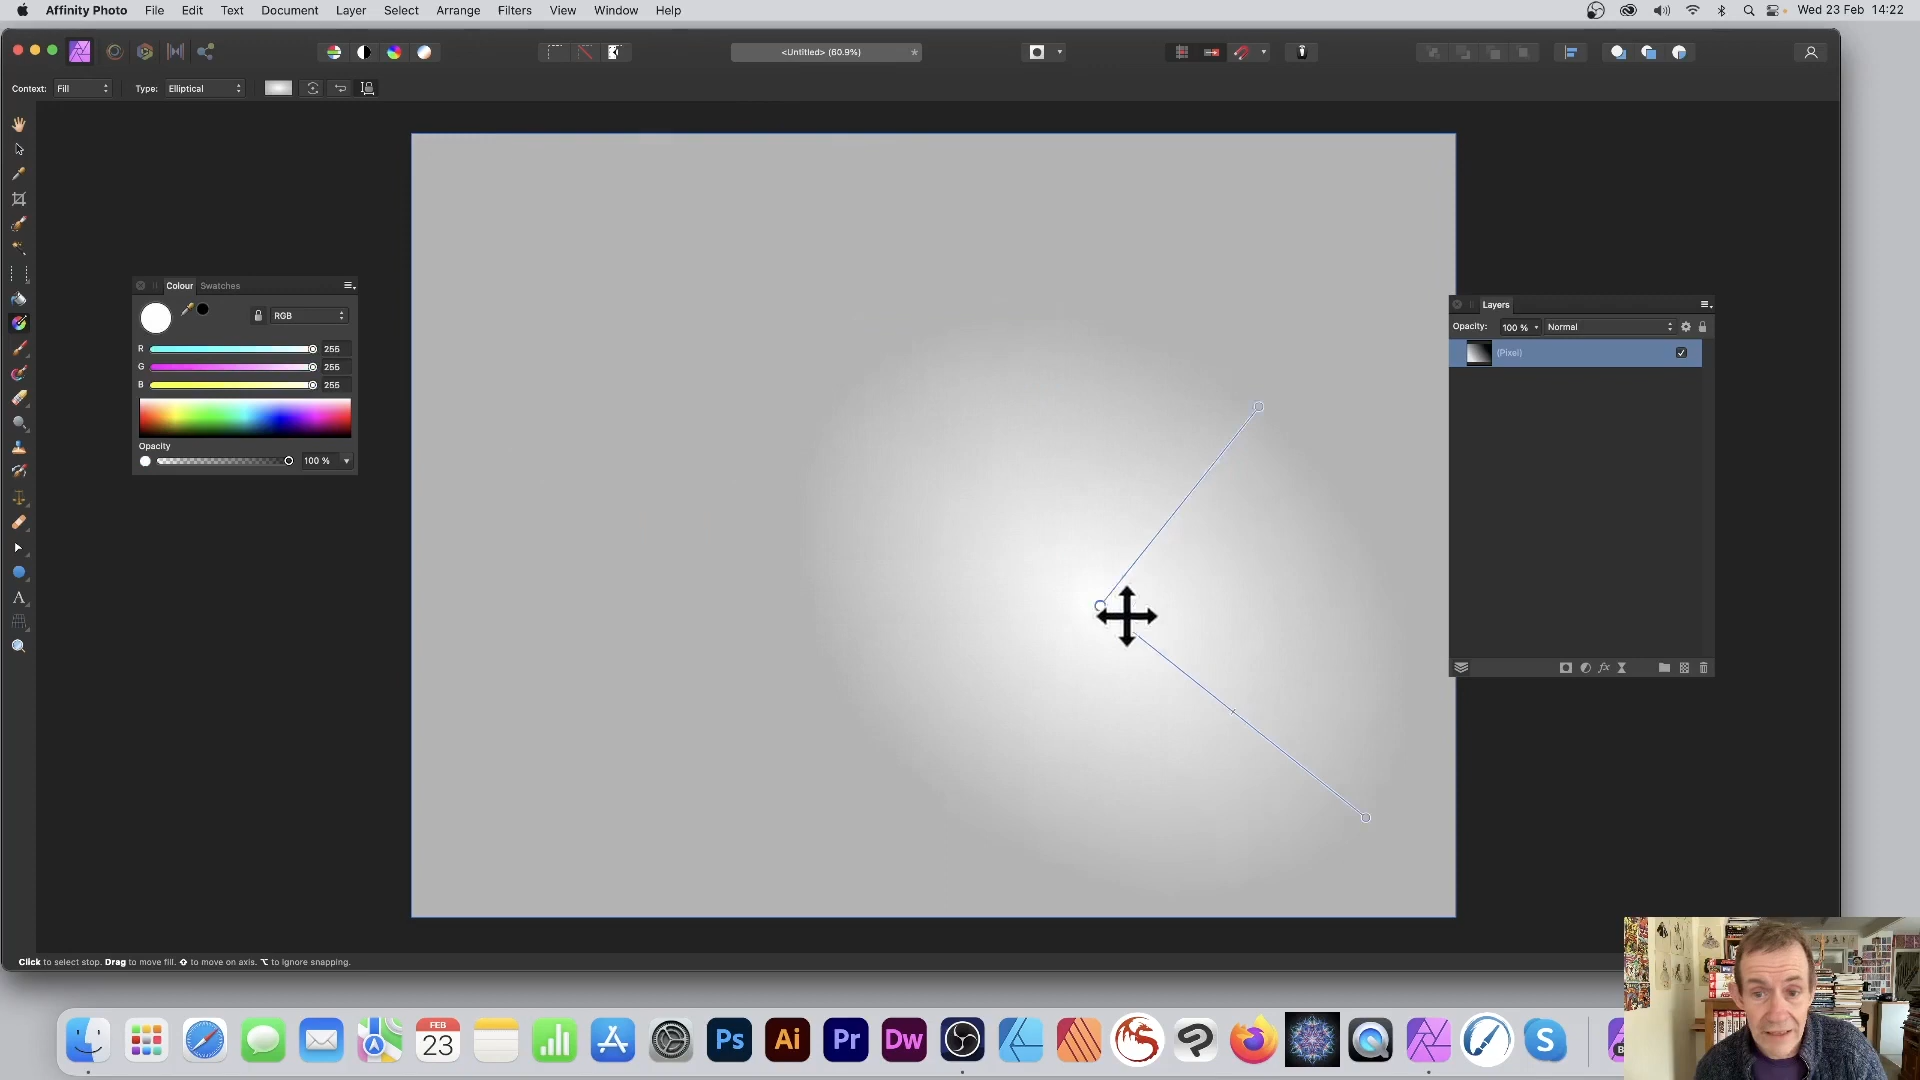 Affinity Photo File Edit Text Document Layer Select Arrange Filters View Window Help Wed 23 Feb 14:22
<Untitled> (60.9%) *
Context: Fill Type: Elliptical
Colour Swatches
RGB
R 255
G 255
B 255
Opacity
100 %
Layers
Opacity: 100 % Normal
fx
(Pixel)
A
Click to select stop. Drag to move fill. ⇧ to move on axis. ⌥ to ignore snapping.
FEB
23
Ps
Ai
Pr
Dw
S